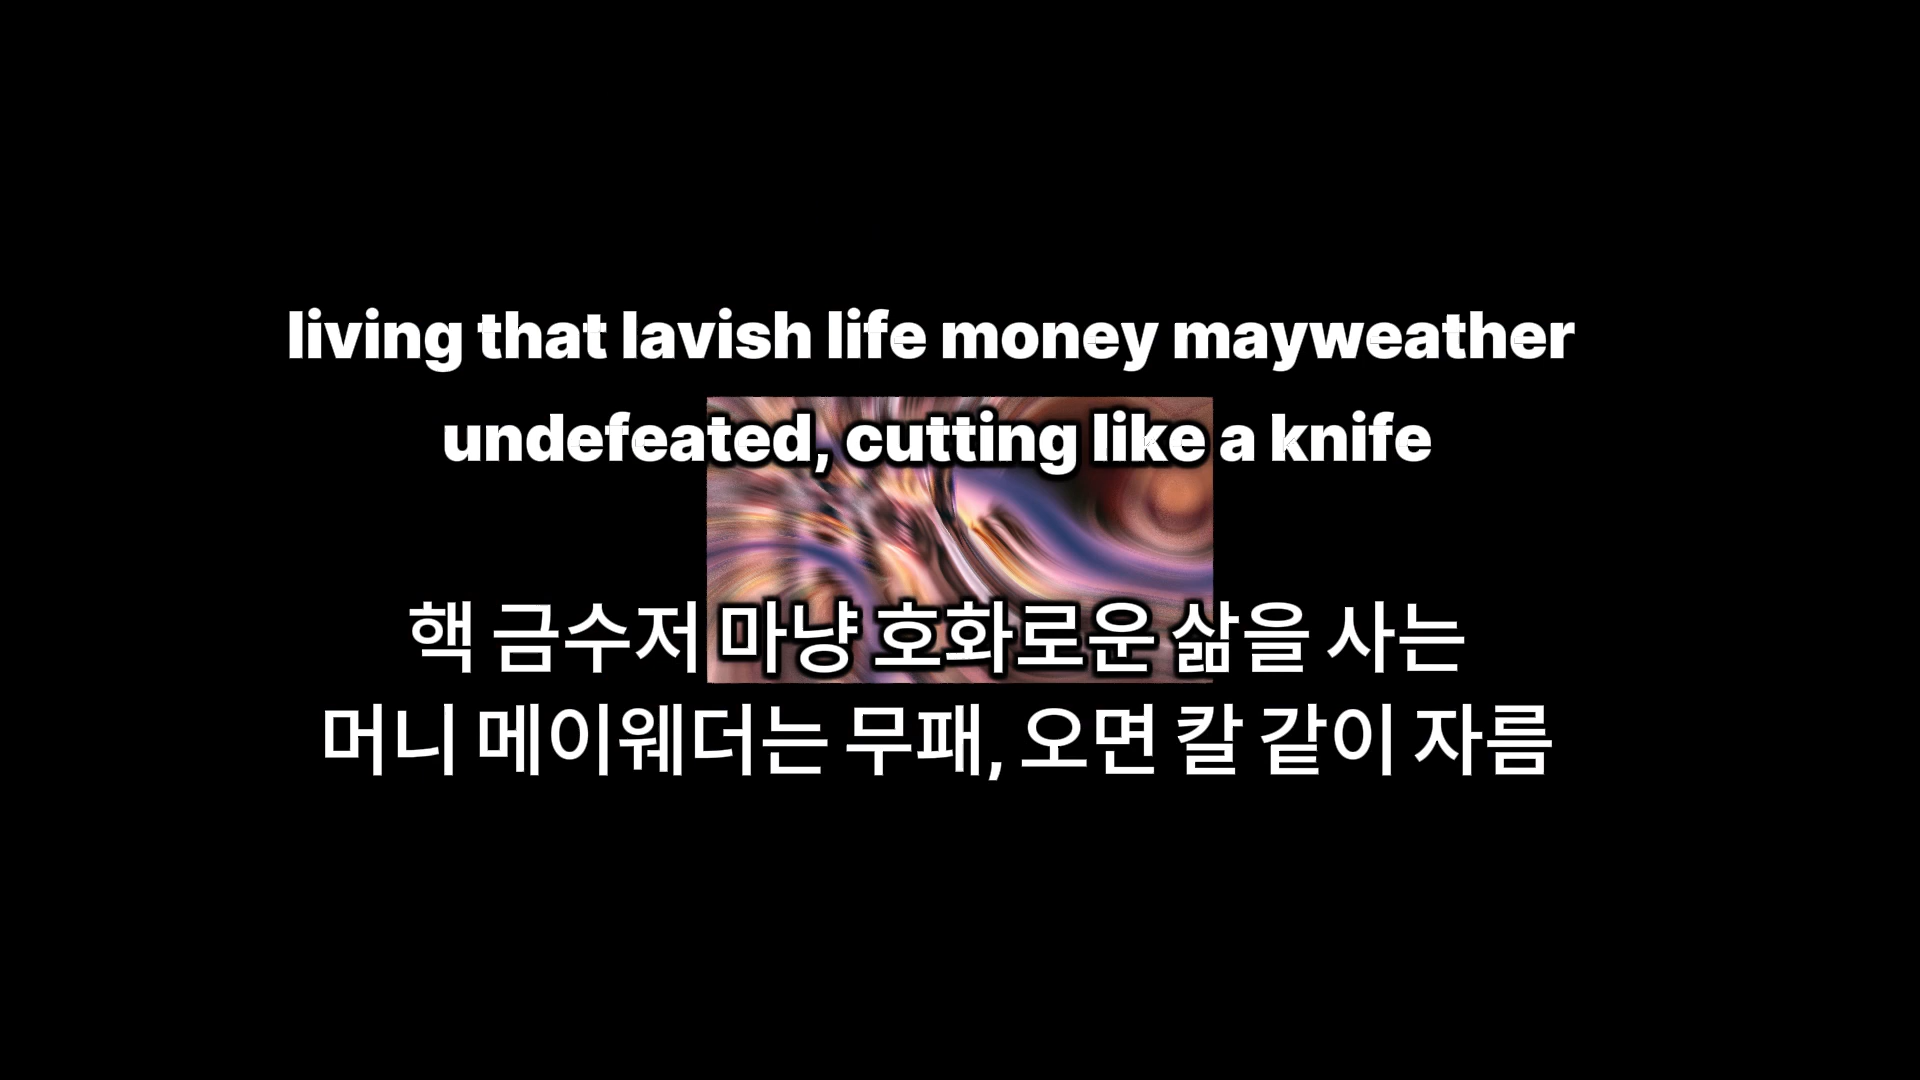 living that lavish life money mayweather
undefeated, cutting like a knife
핵 금수저 마냥 호화로운 삶을 사는
머니 메이웨더는 무패, 오면 칼 같이 자름